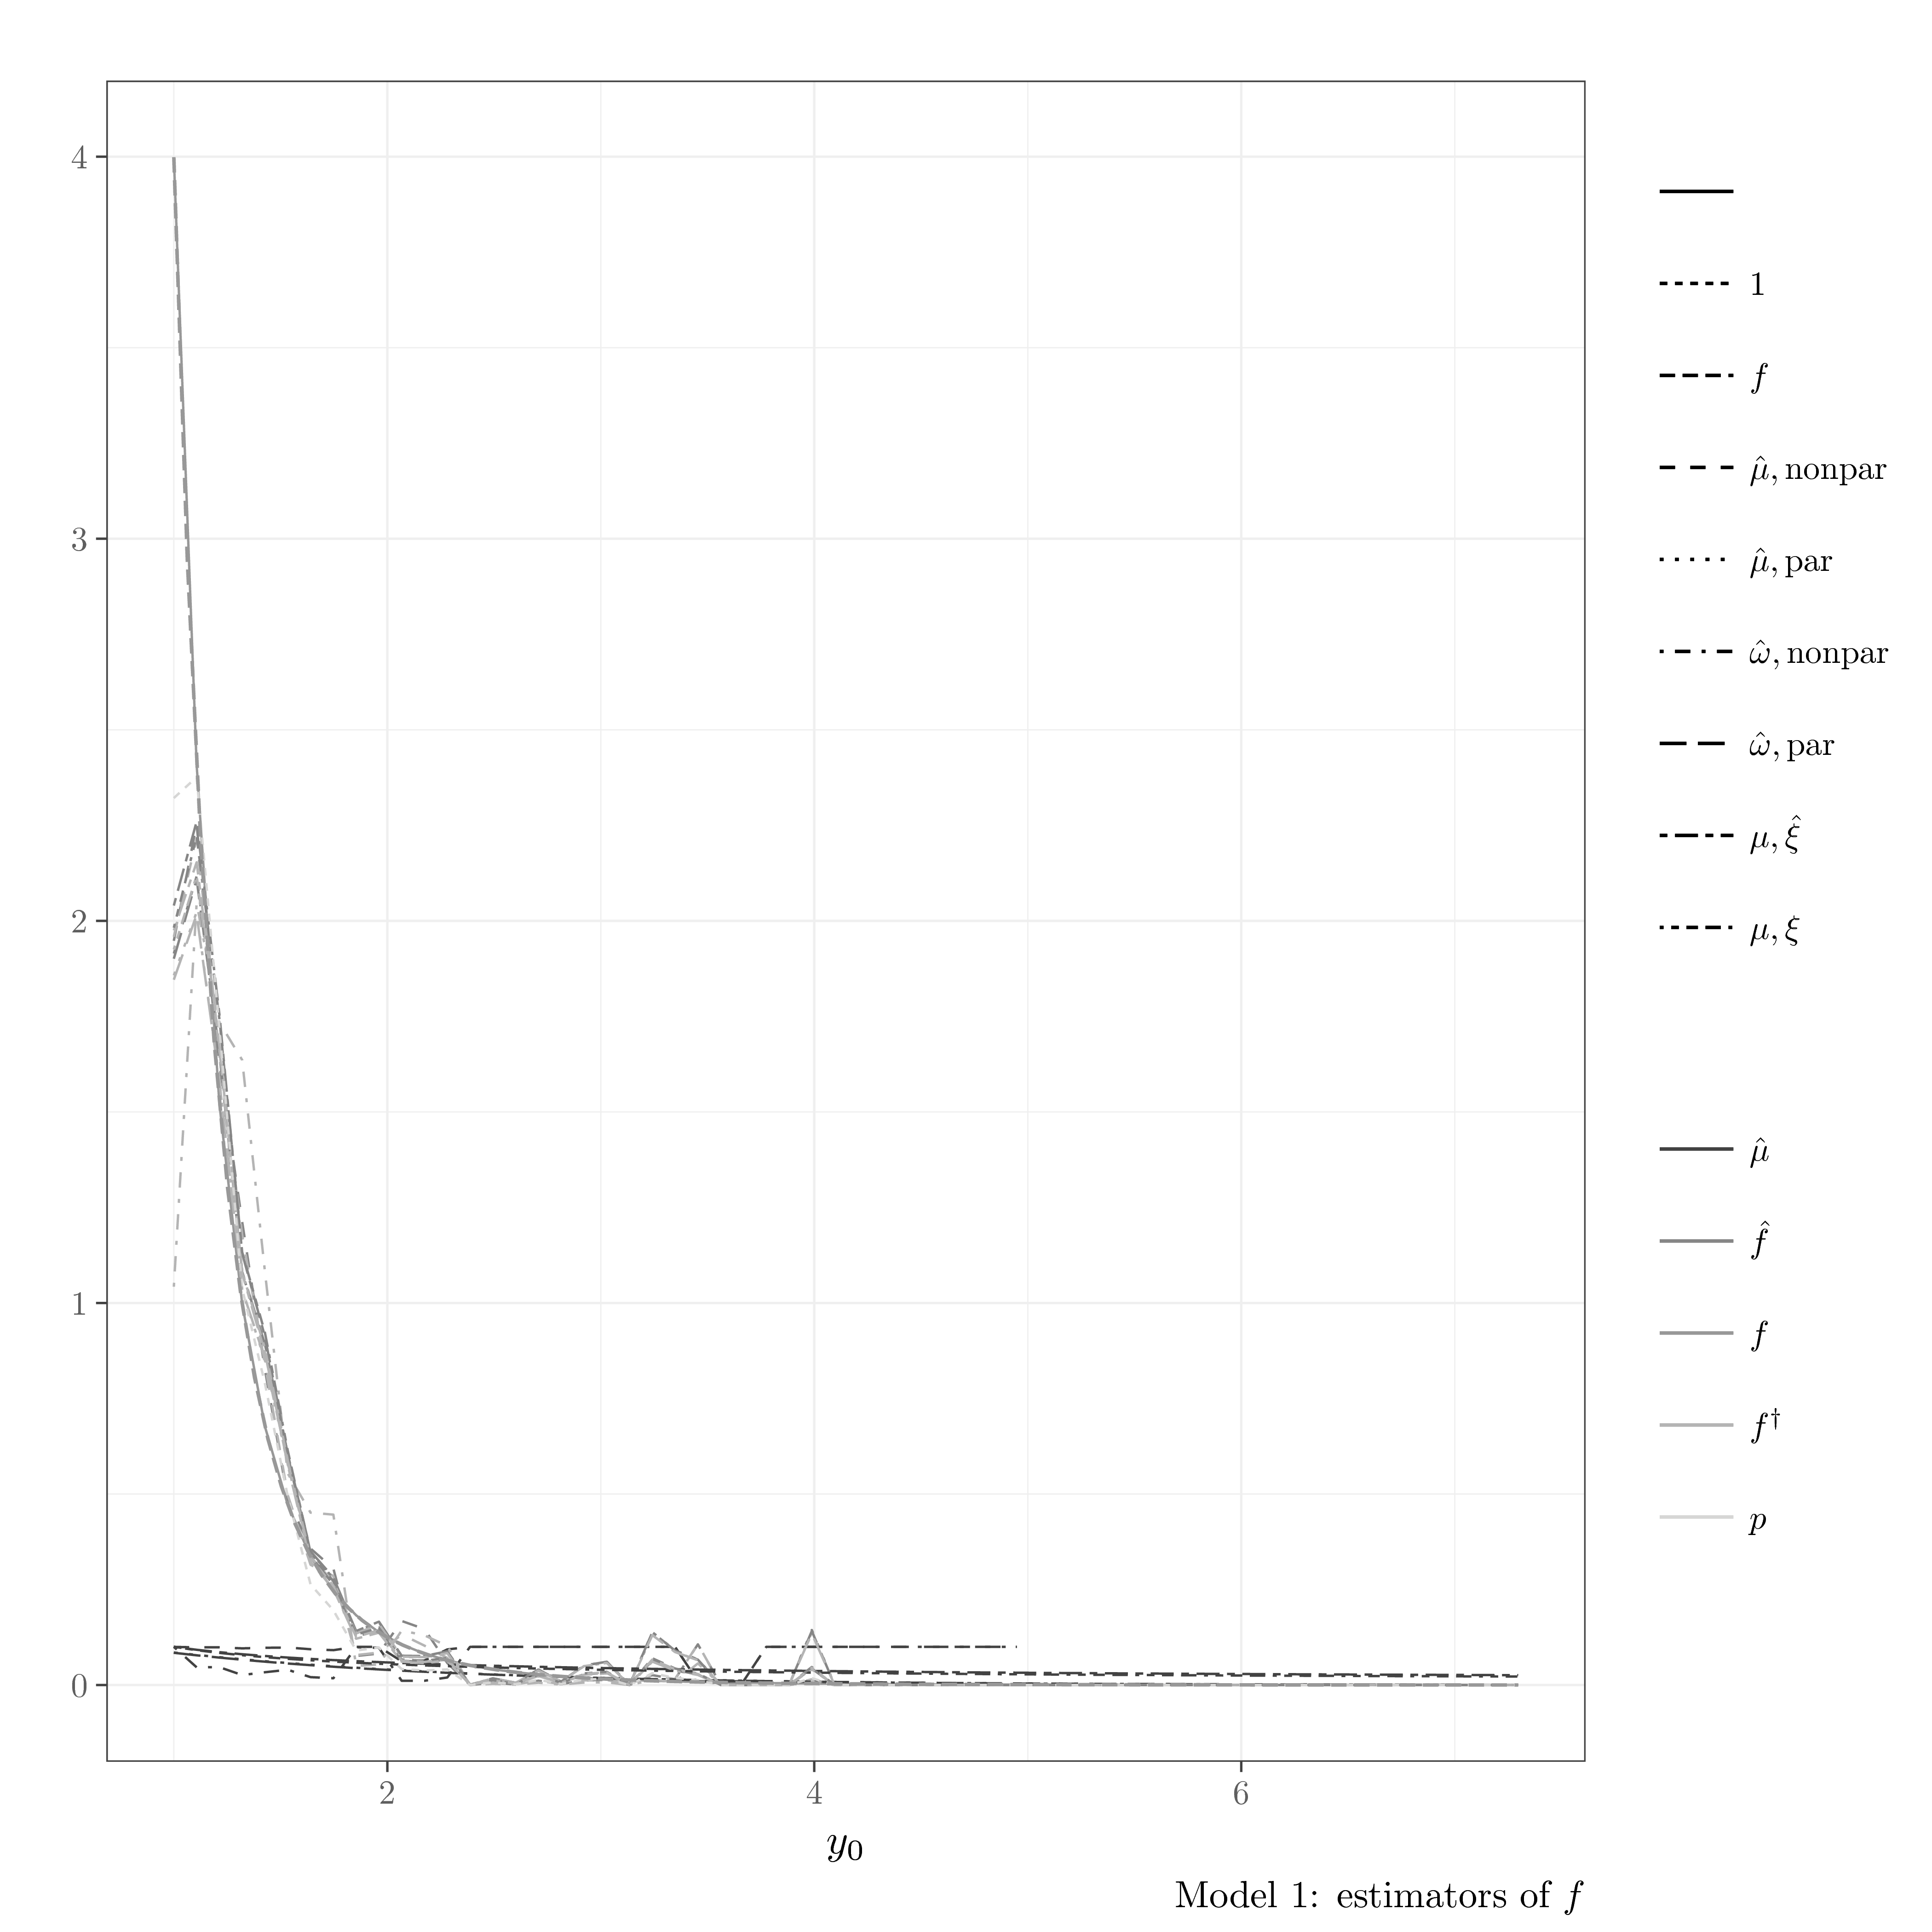 4
3
2
1
0
2
4
6
y₀
Model 1: estimators of f
1
f
μ̂, nonpar
μ̂, par
ω̂, nonpar
ω̂, par
μ, ξ̂
μ, ξ
μ̂
f̂
f
f†
p